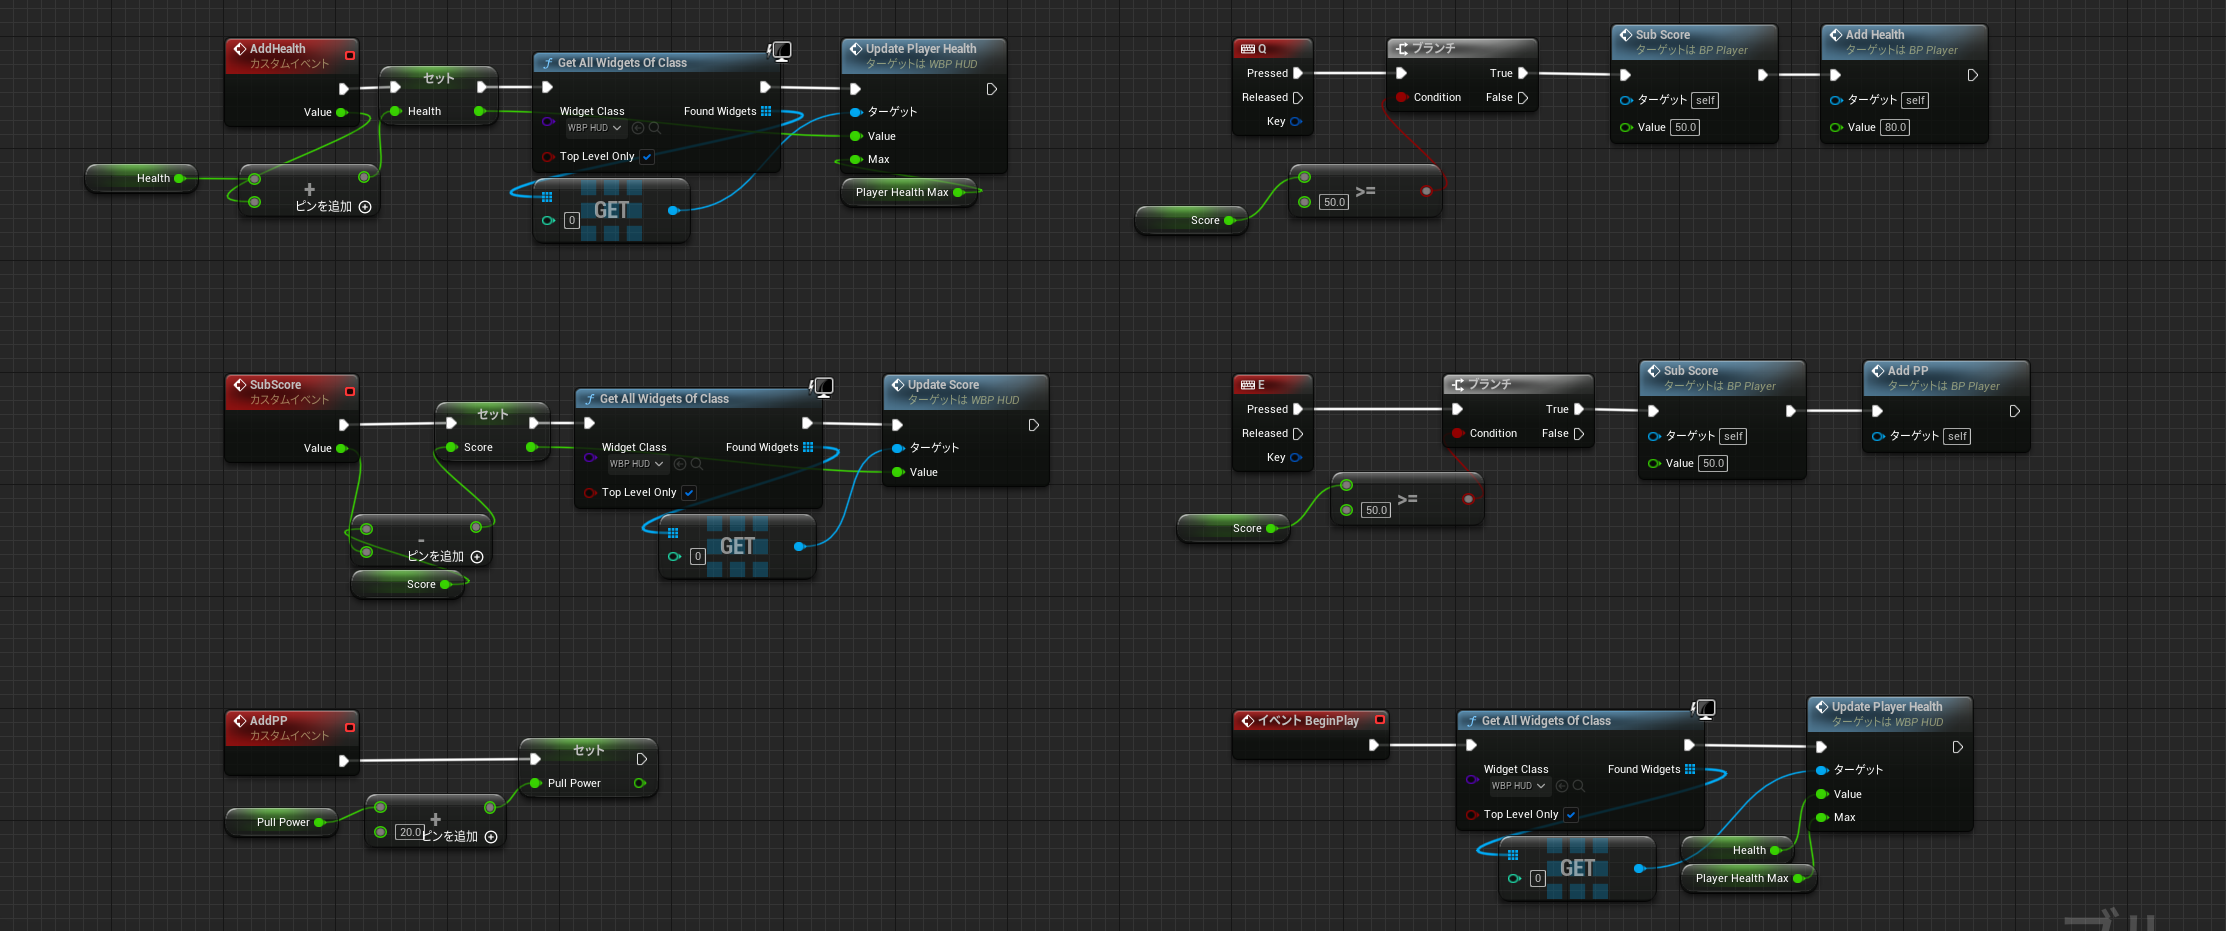 AddHealth
カスタムイベント
Value
Health
ピンを追加
セット
Health
Get All Widgets Of Class
Widget Class
WBP HUD
Found Widgets
Top Level Only
0
GET
Update Player Health
ターゲットは WBP HUD
ターゲット
Value
Max
Player Health Max
Q
Pressed
Released
Key
ブランチ
Condition
True
False
Score
50.0
>=
Sub Score
ターゲットは BP Player
ターゲット self
Value 50.0
Add Health
ターゲットは BP Player
ターゲット self
Value 80.0
SubScore
カスタムイベント
Value
セット
Score
-
ピンを追加
Score
Get All Widgets Of Class
Widget Class
WBP HUD
Found Widgets
Top Level Only
0
GET
Update Score
ターゲットは WBP HUD
ターゲット
Value
E
Pressed
Released
Key
ブランチ
Condition
True
False
Score
50.0
>=
Sub Score
ターゲットは BP Player
ターゲット self
Value 50.0
Add PP
ターゲットは BP Player
ターゲット self
AddPP
カスタムイベント
Pull Power
20.0
+
ピンを追加
セット
Pull Power
イベント BeginPlay
Get All Widgets Of Class
Widget Class
WBP HUD
Found Widgets
Top Level Only
0
GET
Update Player Health
ターゲットは WBP HUD
ターゲット
Value
Max
Health
Player Health Max